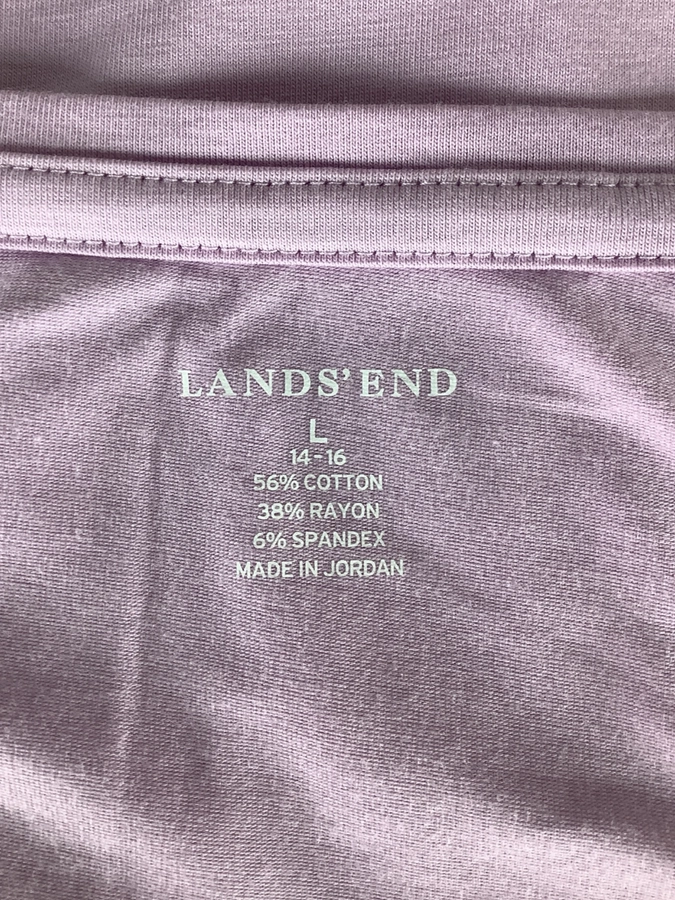 LANDS' END
L
14-16
56% COTTON
38% RAYON
6% SPANDEX
MADE IN JORDAN